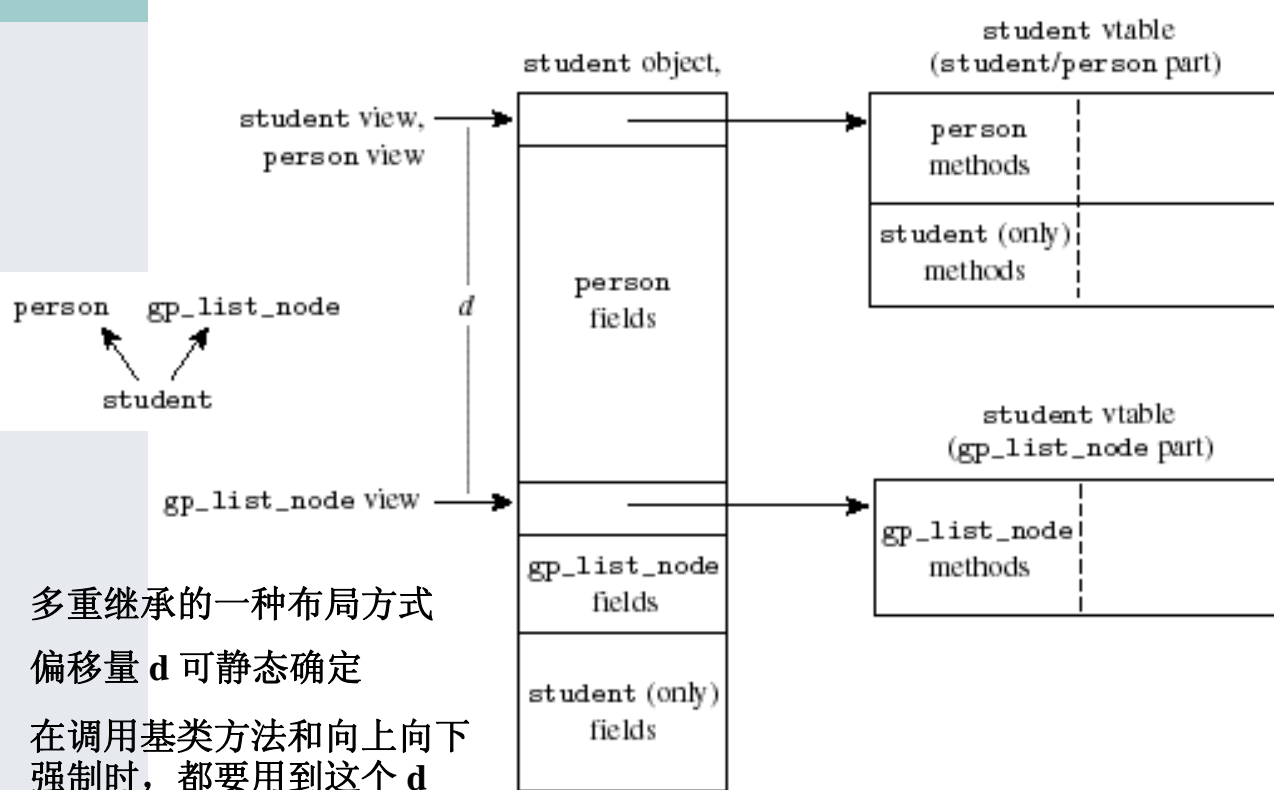 student vtable
(student/person part)
student object,
student view,
person view
person
methods
student (only)
methods
person
fields
person gp_list_node
d
student
student vtable
(gp_list_node part)
gp_list_node view
gp_list_node
methods
gp_list_node
fields
student (only)
fields
多重继承的一种布局方式
偏移量 d 可静态确定
在调用基类方法和向上向下
强制时，都要用到这个 d